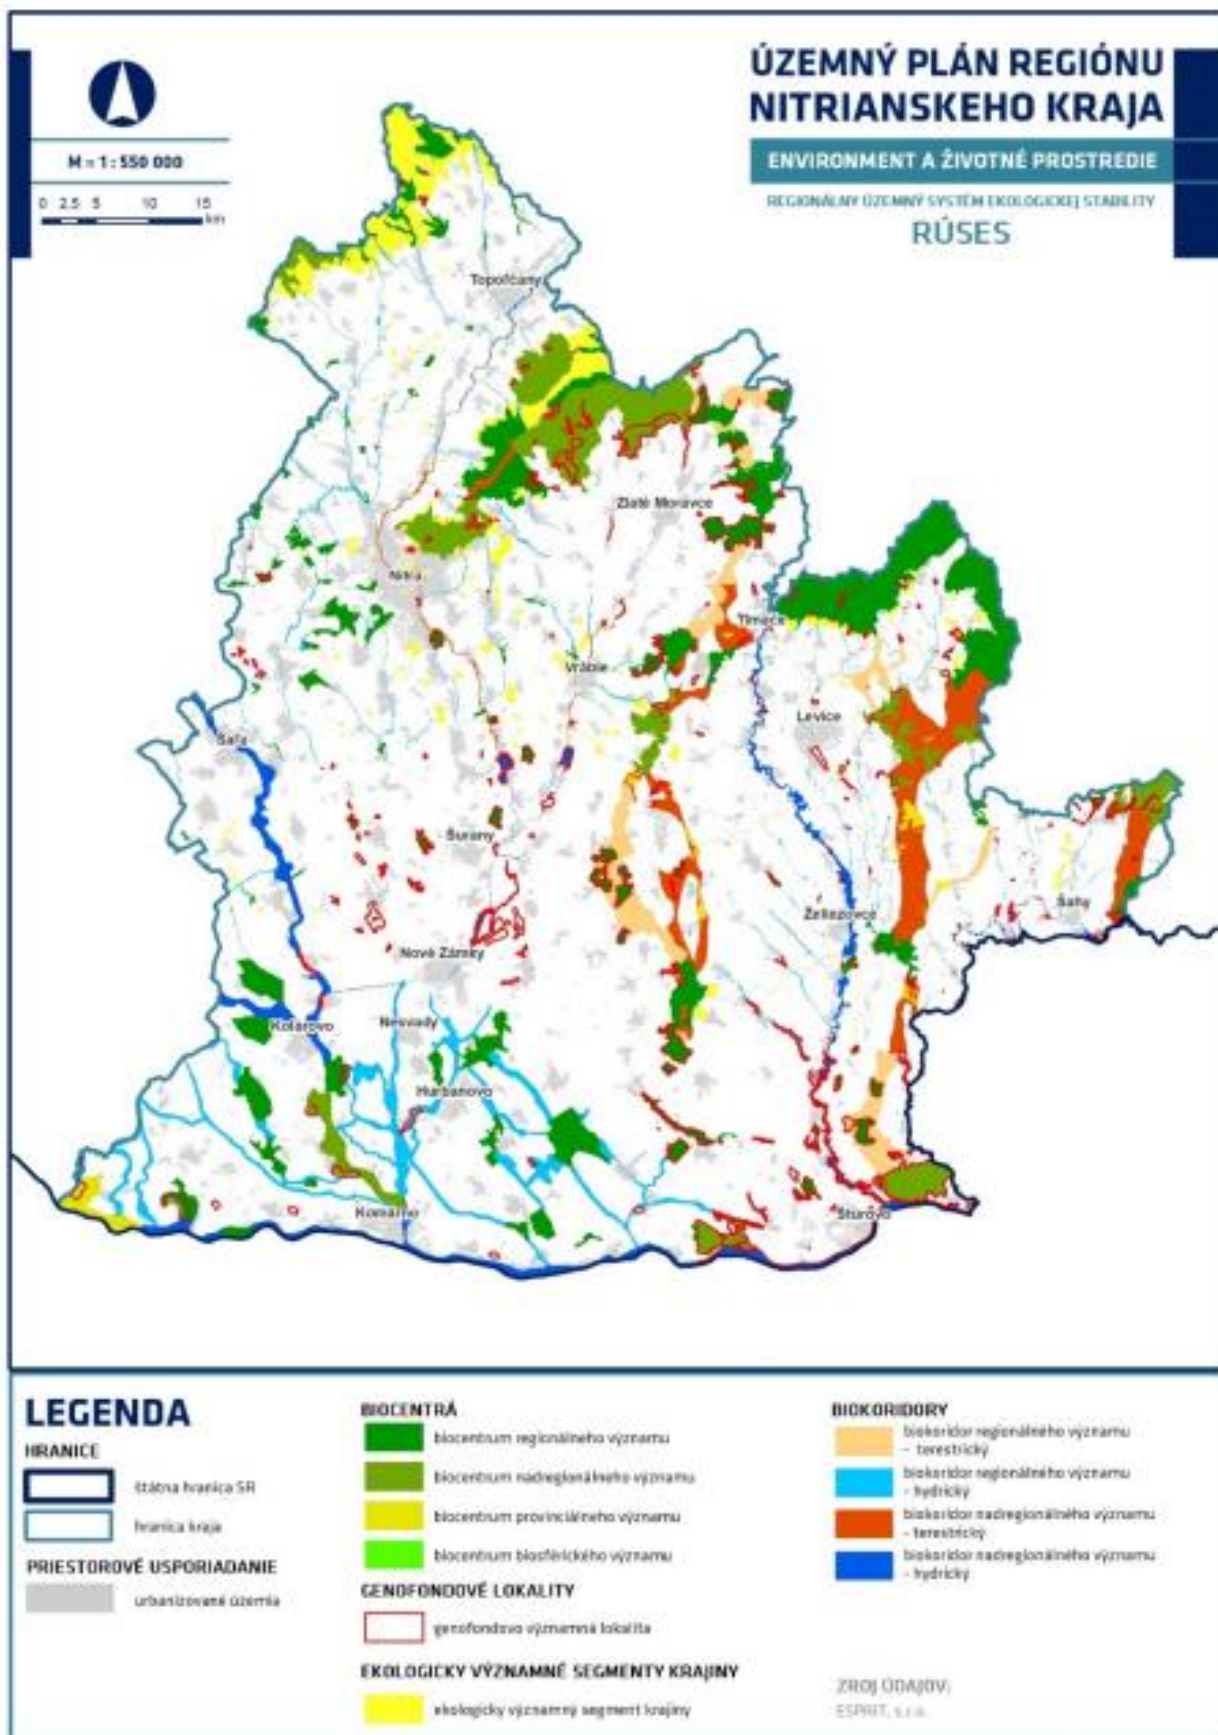 ÚZEMNÝ PLÁN REGIÓNU
NITRIANSKEHO KRAJA
ENVIRONMENT A ŽIVOTNÉ PROSTREDIE
REGIONÁLNY ÚZEMNÝ SYSTÉM EKOLOGICKEJ STABILITY
RÚSES
M = 1 : 550 000
0 2,5 5 10 15
km
Topoľčany
Zlaté Moravce
Nitra
Tlmače
Vráble
Levice
Šaľa
Šurany
Želiezovce
Šahy
Nové Zámky
Kolárovo
Nesvady
Hurbanovo
Komárno
Štúrovo
LEGENDA
HRANICE
štátna hranica SR
hranica kraja
PRIESTOROVÉ USPORIADANIE
urbanizované územia
BIOCENTRÁ
biocentrum regionálneho významu
biocentrum nadregionálneho významu
biocentrum provinciálneho významu
biocentrum biosférického významu
GENOFONDOVÉ LOKALITY
genofondovo významná lokalita
EKOLOGICKY VÝZNAMNÉ SEGMENTY KRAJINY
ekologicky významný segment krajiny
BIOKORIDORY
biokoridor regionálneho významu
- terestrický
biokoridor regionálneho významu
- hydrický
biokoridor nadregionálneho významu
- terestrický
biokoridor nadregionálneho významu
- hydrický
ZROJ ÚDAJOV:
ESPRIT, s.r.o.